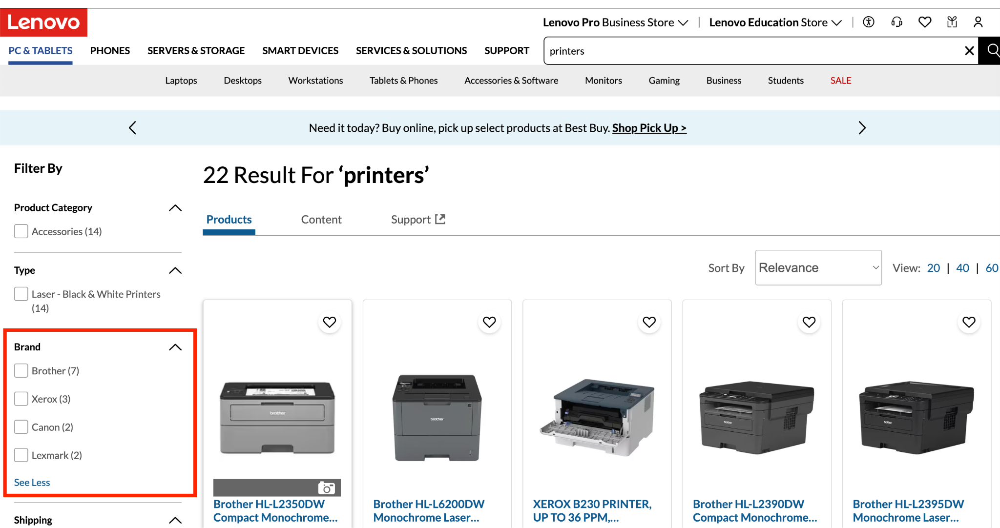 Lenovo
Lenovo Pro Business Store | Lenovo Education Store |
PC & TABLETS PHONES SERVERS & STORAGE SMART DEVICES SERVICES & SOLUTIONS SUPPORT printers
Laptops Desktops Workstations Tablets & Phones Accessories & Software Monitors Gaming Business Students SALE
Need it today? Buy online, pick up select products at Best Buy. Shop Pick Up >
Filter By
22 Result For ‘printers’
Product Category
Accessories (14)
Products Content Support
Type
Laser - Black & White Printers
(14)
Sort By Relevance View: 20 | 40 | 60
Brand
Brother (7)
Xerox (3)
Canon (2)
Lexmark (2)
See Less
Shipping
brother
brother
brother
brother
Brother HL-L2350DW
Compact Monochrome...
Brother HL-L6200DW
Monochrome Laser...
XEROX B230 PRINTER,
UP TO 36 PPM,...
Brother HL-L2390DW
Compact Monochrome...
Brother HL-L2395DW
Monochrome Laser...